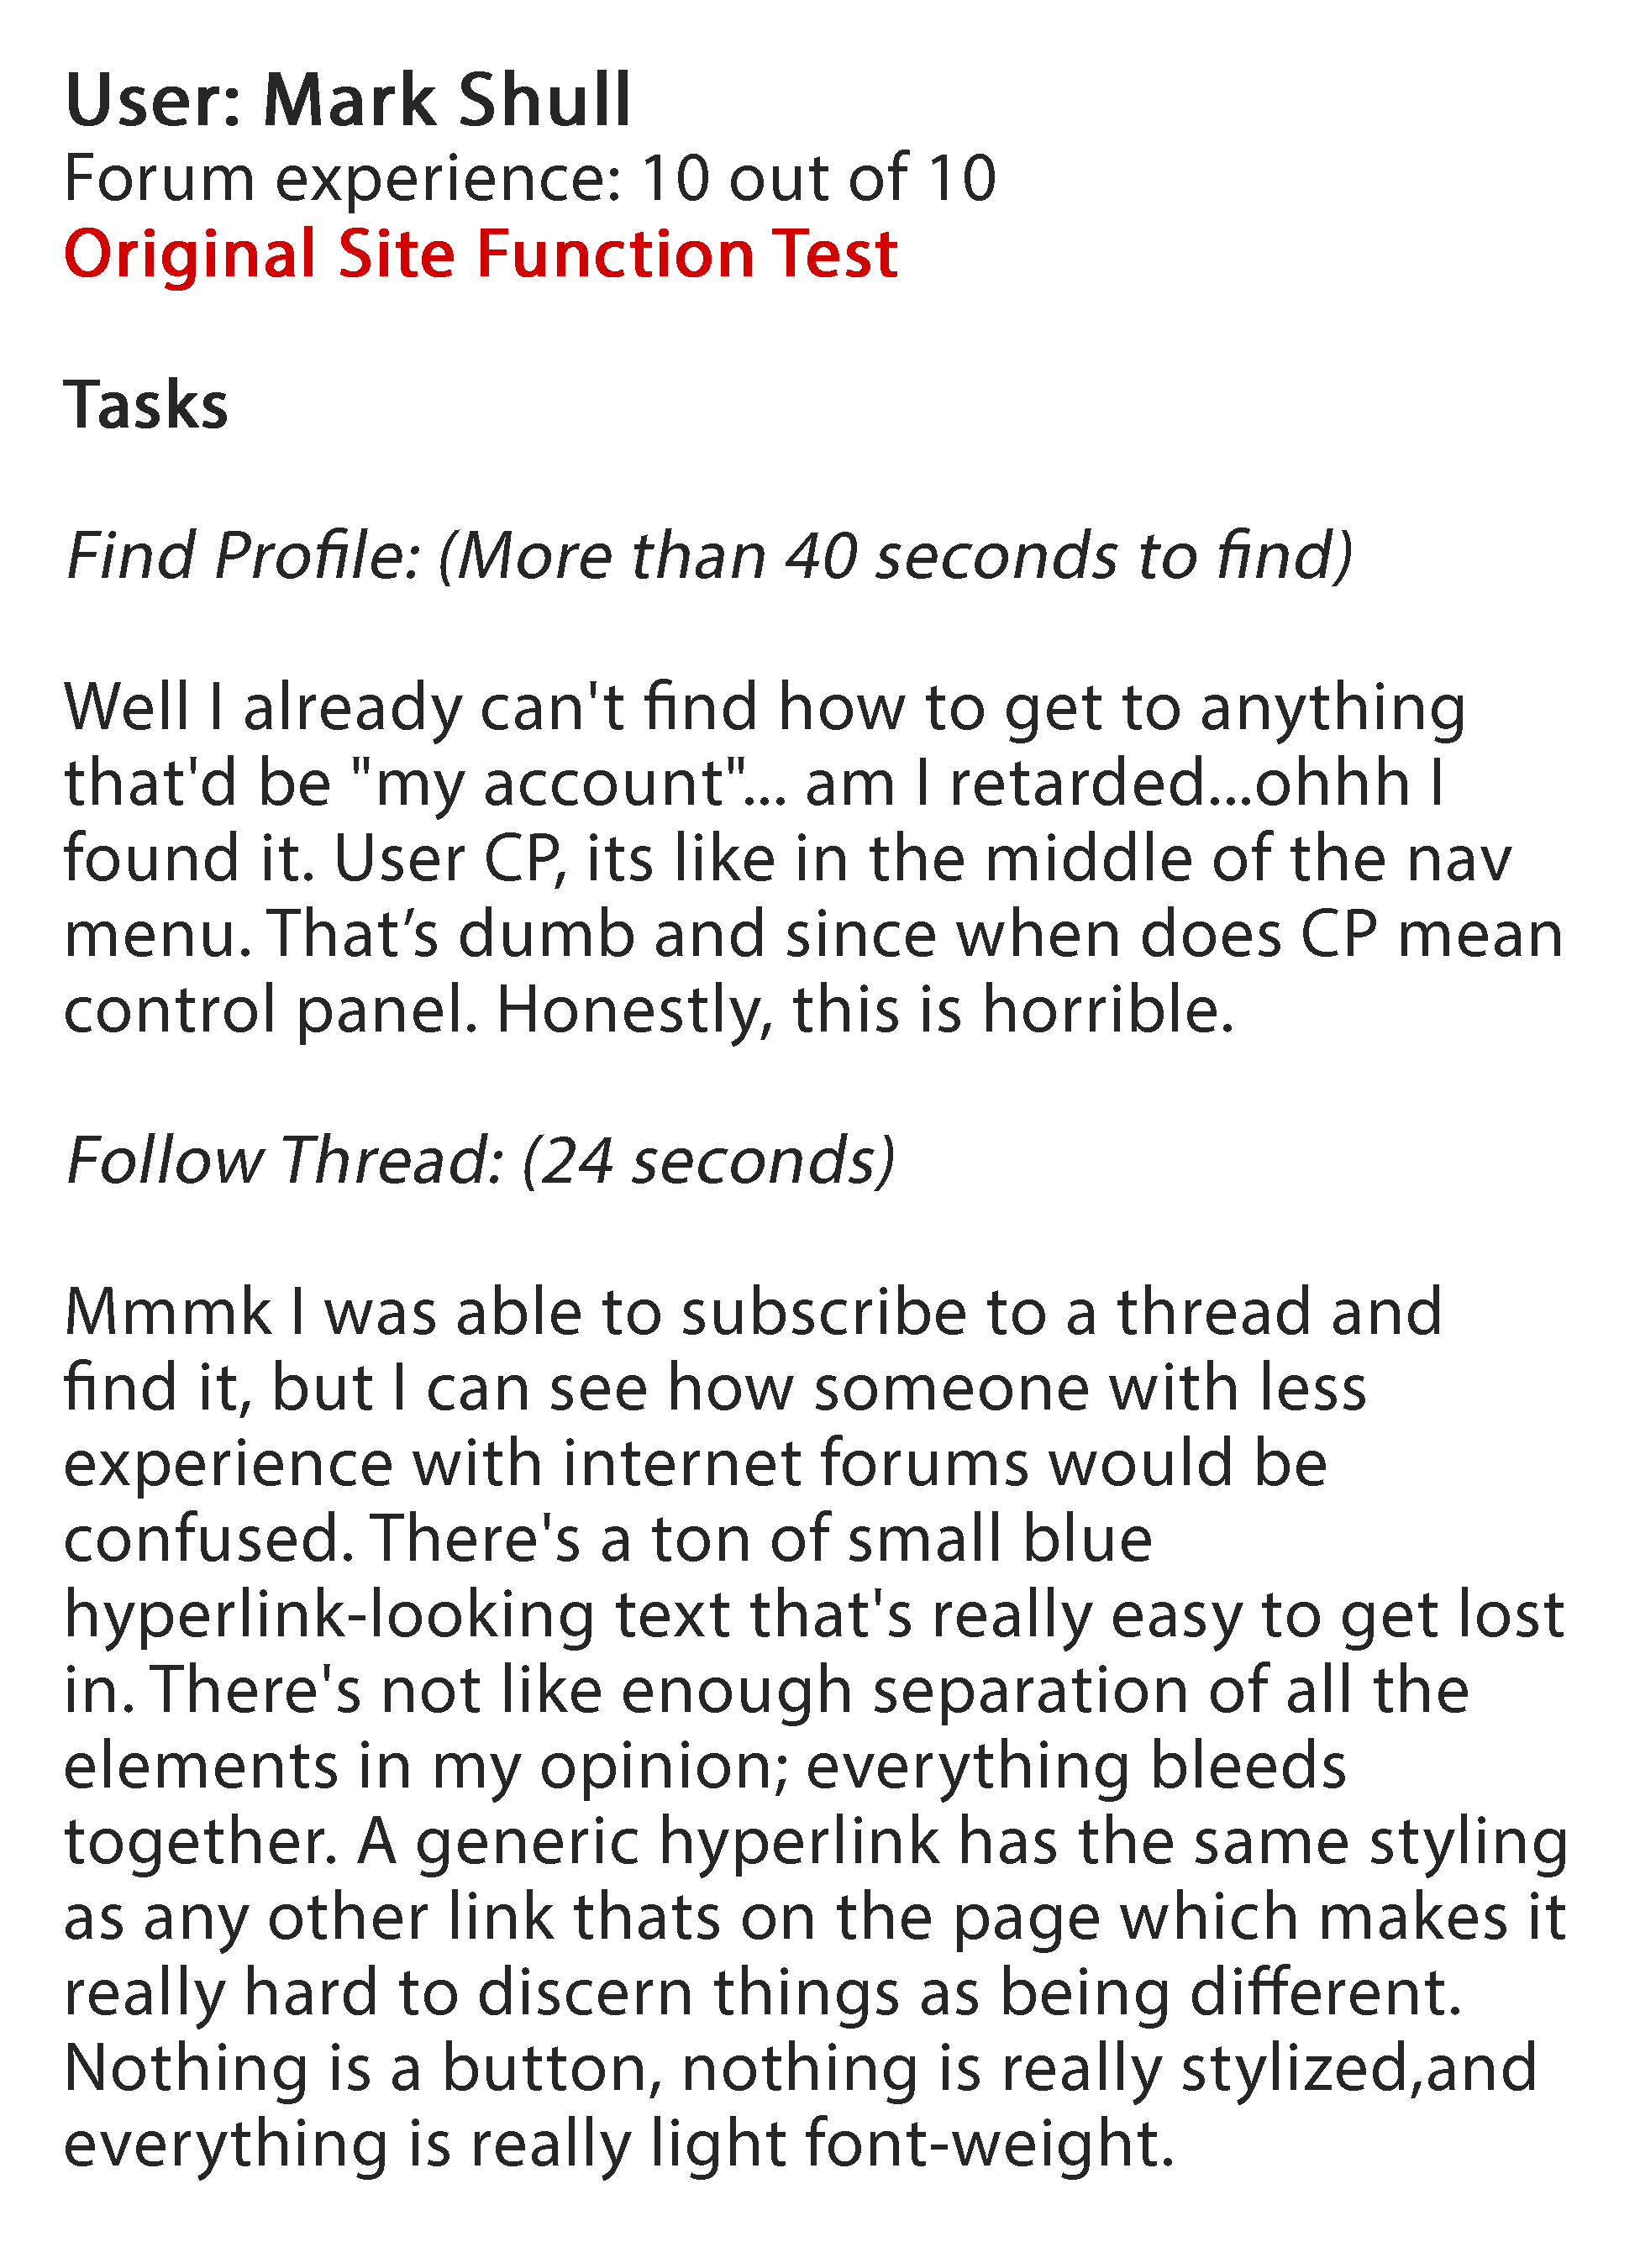 User: Mark Shull
Forum experience: 10 out of 10
Original Site Function Test
Tasks
Find Profile: (More than 40 seconds to find)
Well I already can't find how to get to anything
that'd be "my account"... am I retarded...ohhh I
found it. User CP, its like in the middle of the nav
menu. That’s dumb and since when does CP mean
control panel. Honestly, this is horrible.
Follow Thread: (24 seconds)
Mmmk I was able to subscribe to a thread and
find it, but I can see how someone with less
experience with internet forums would be
confused. There's a ton of small blue
hyperlink-looking text that's really easy to get lost
in. There's not like enough separation of all the
elements in my opinion; everything bleeds
together. A generic hyperlink has the same styling
as any other link thats on the page which makes it
really hard to discern things as being different.
Nothing is a button, nothing is really stylized,and
everything is really light font-weight.